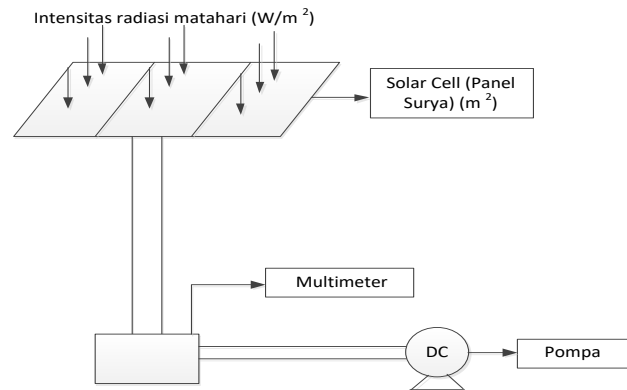 Intensitas radiasi matahari (W/m ²)
Solar Cell (Panel
Surya) (m ²)
Multimeter
DC
Pompa